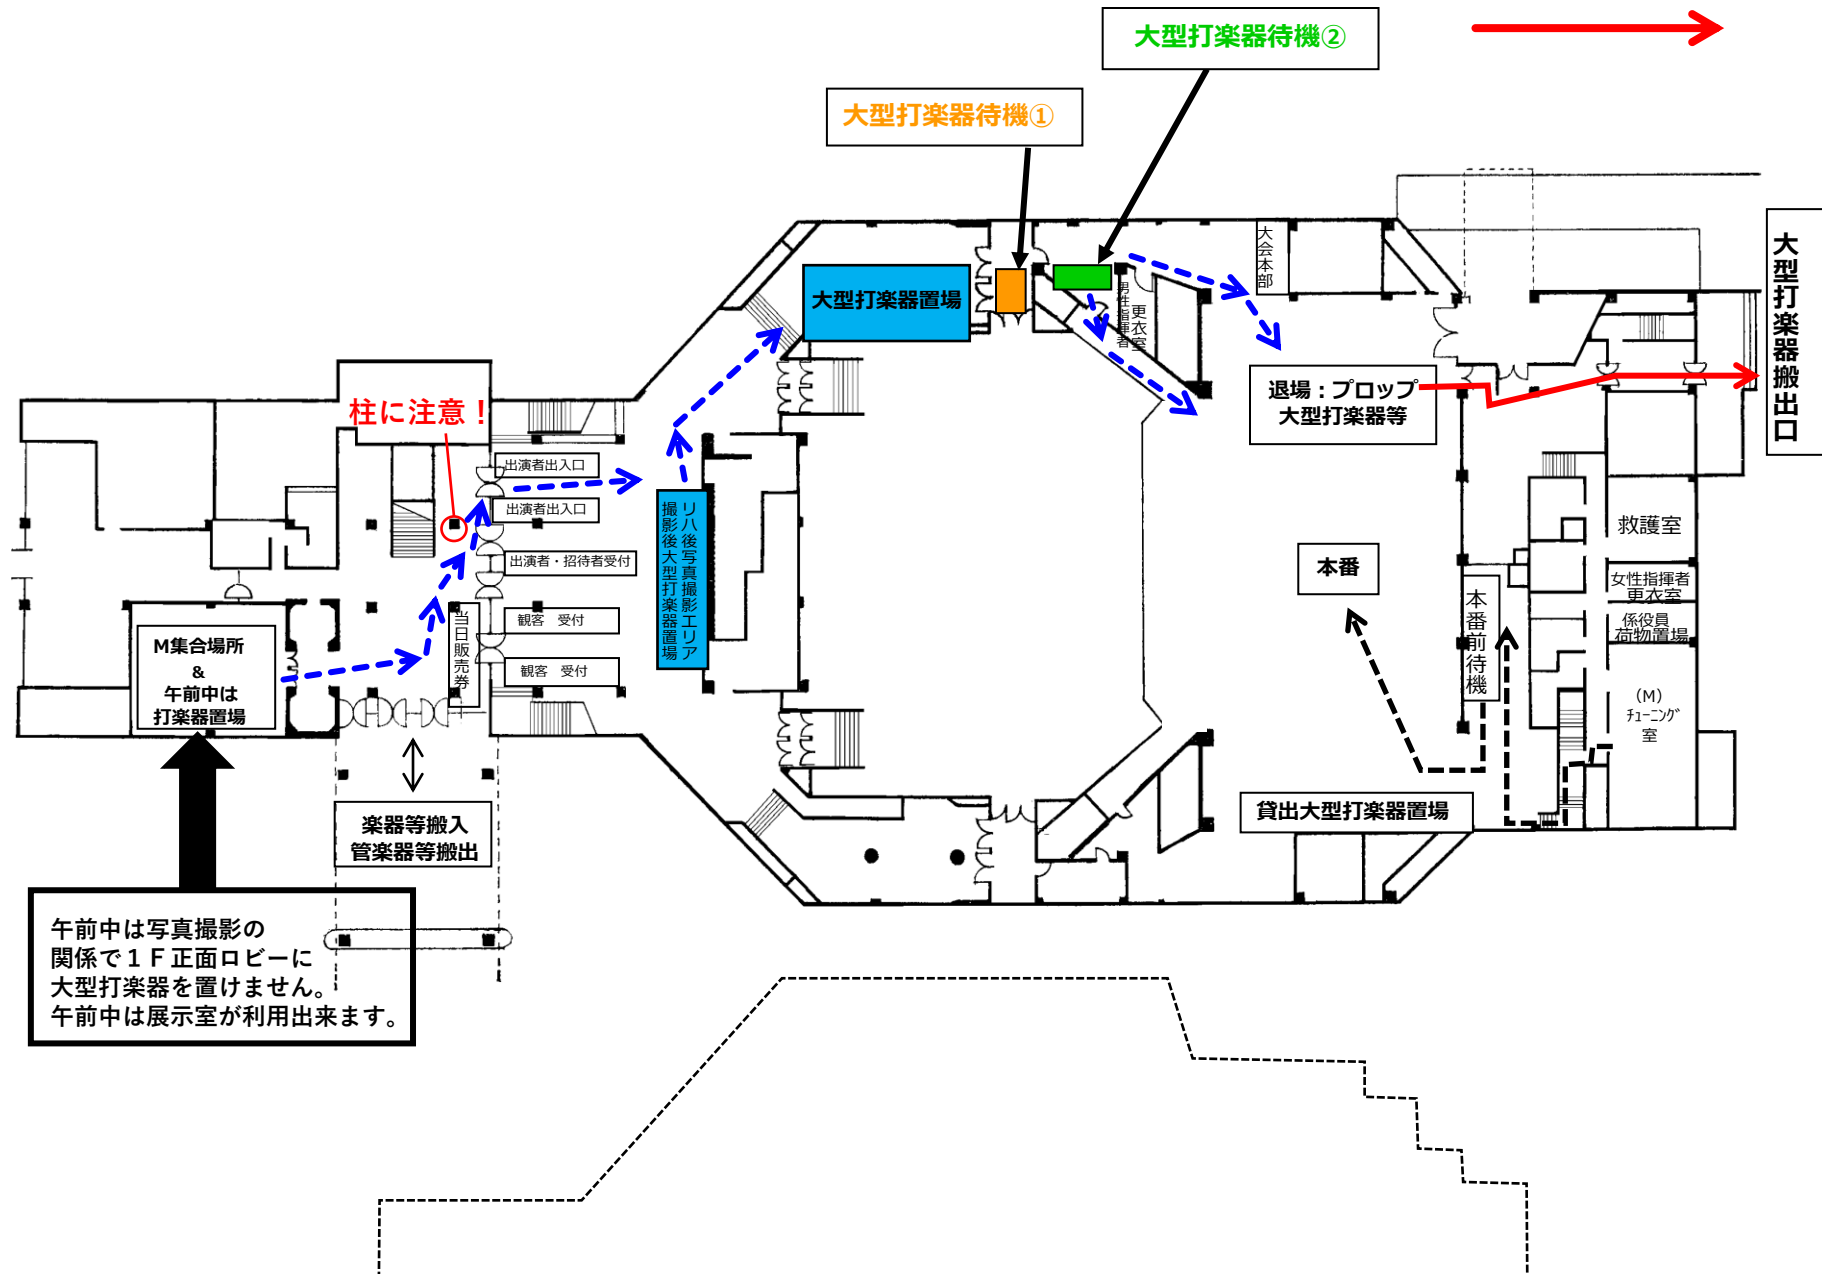 大型打楽器待機②
大型打楽器待機①
大会本部
大型打楽器搬出口
大型打楽器置場
男性指揮者
更衣室
退場：プロップ
大型打楽器等
柱に注意！
出演者出入口
出演者出入口
リハ後写真撮影エリア
撮影後大型打楽器置場
救護室
出演者・招待者受付
本番
女性指揮者
更衣室
本番前待機
当日販売券
観客　受付
係役員
荷物置場
M集合場所
&
午前中は
打楽器置場
観客　受付
(M)
ﾁｭｰﾆﾝｸﾞ
室
貸出大型打楽器置場
楽器等搬入
管楽器等搬出
午前中は写真撮影の
関係で１Ｆ正面ロビーに
大型打楽器を置けません。
午前中は展示室が利用出来ます。